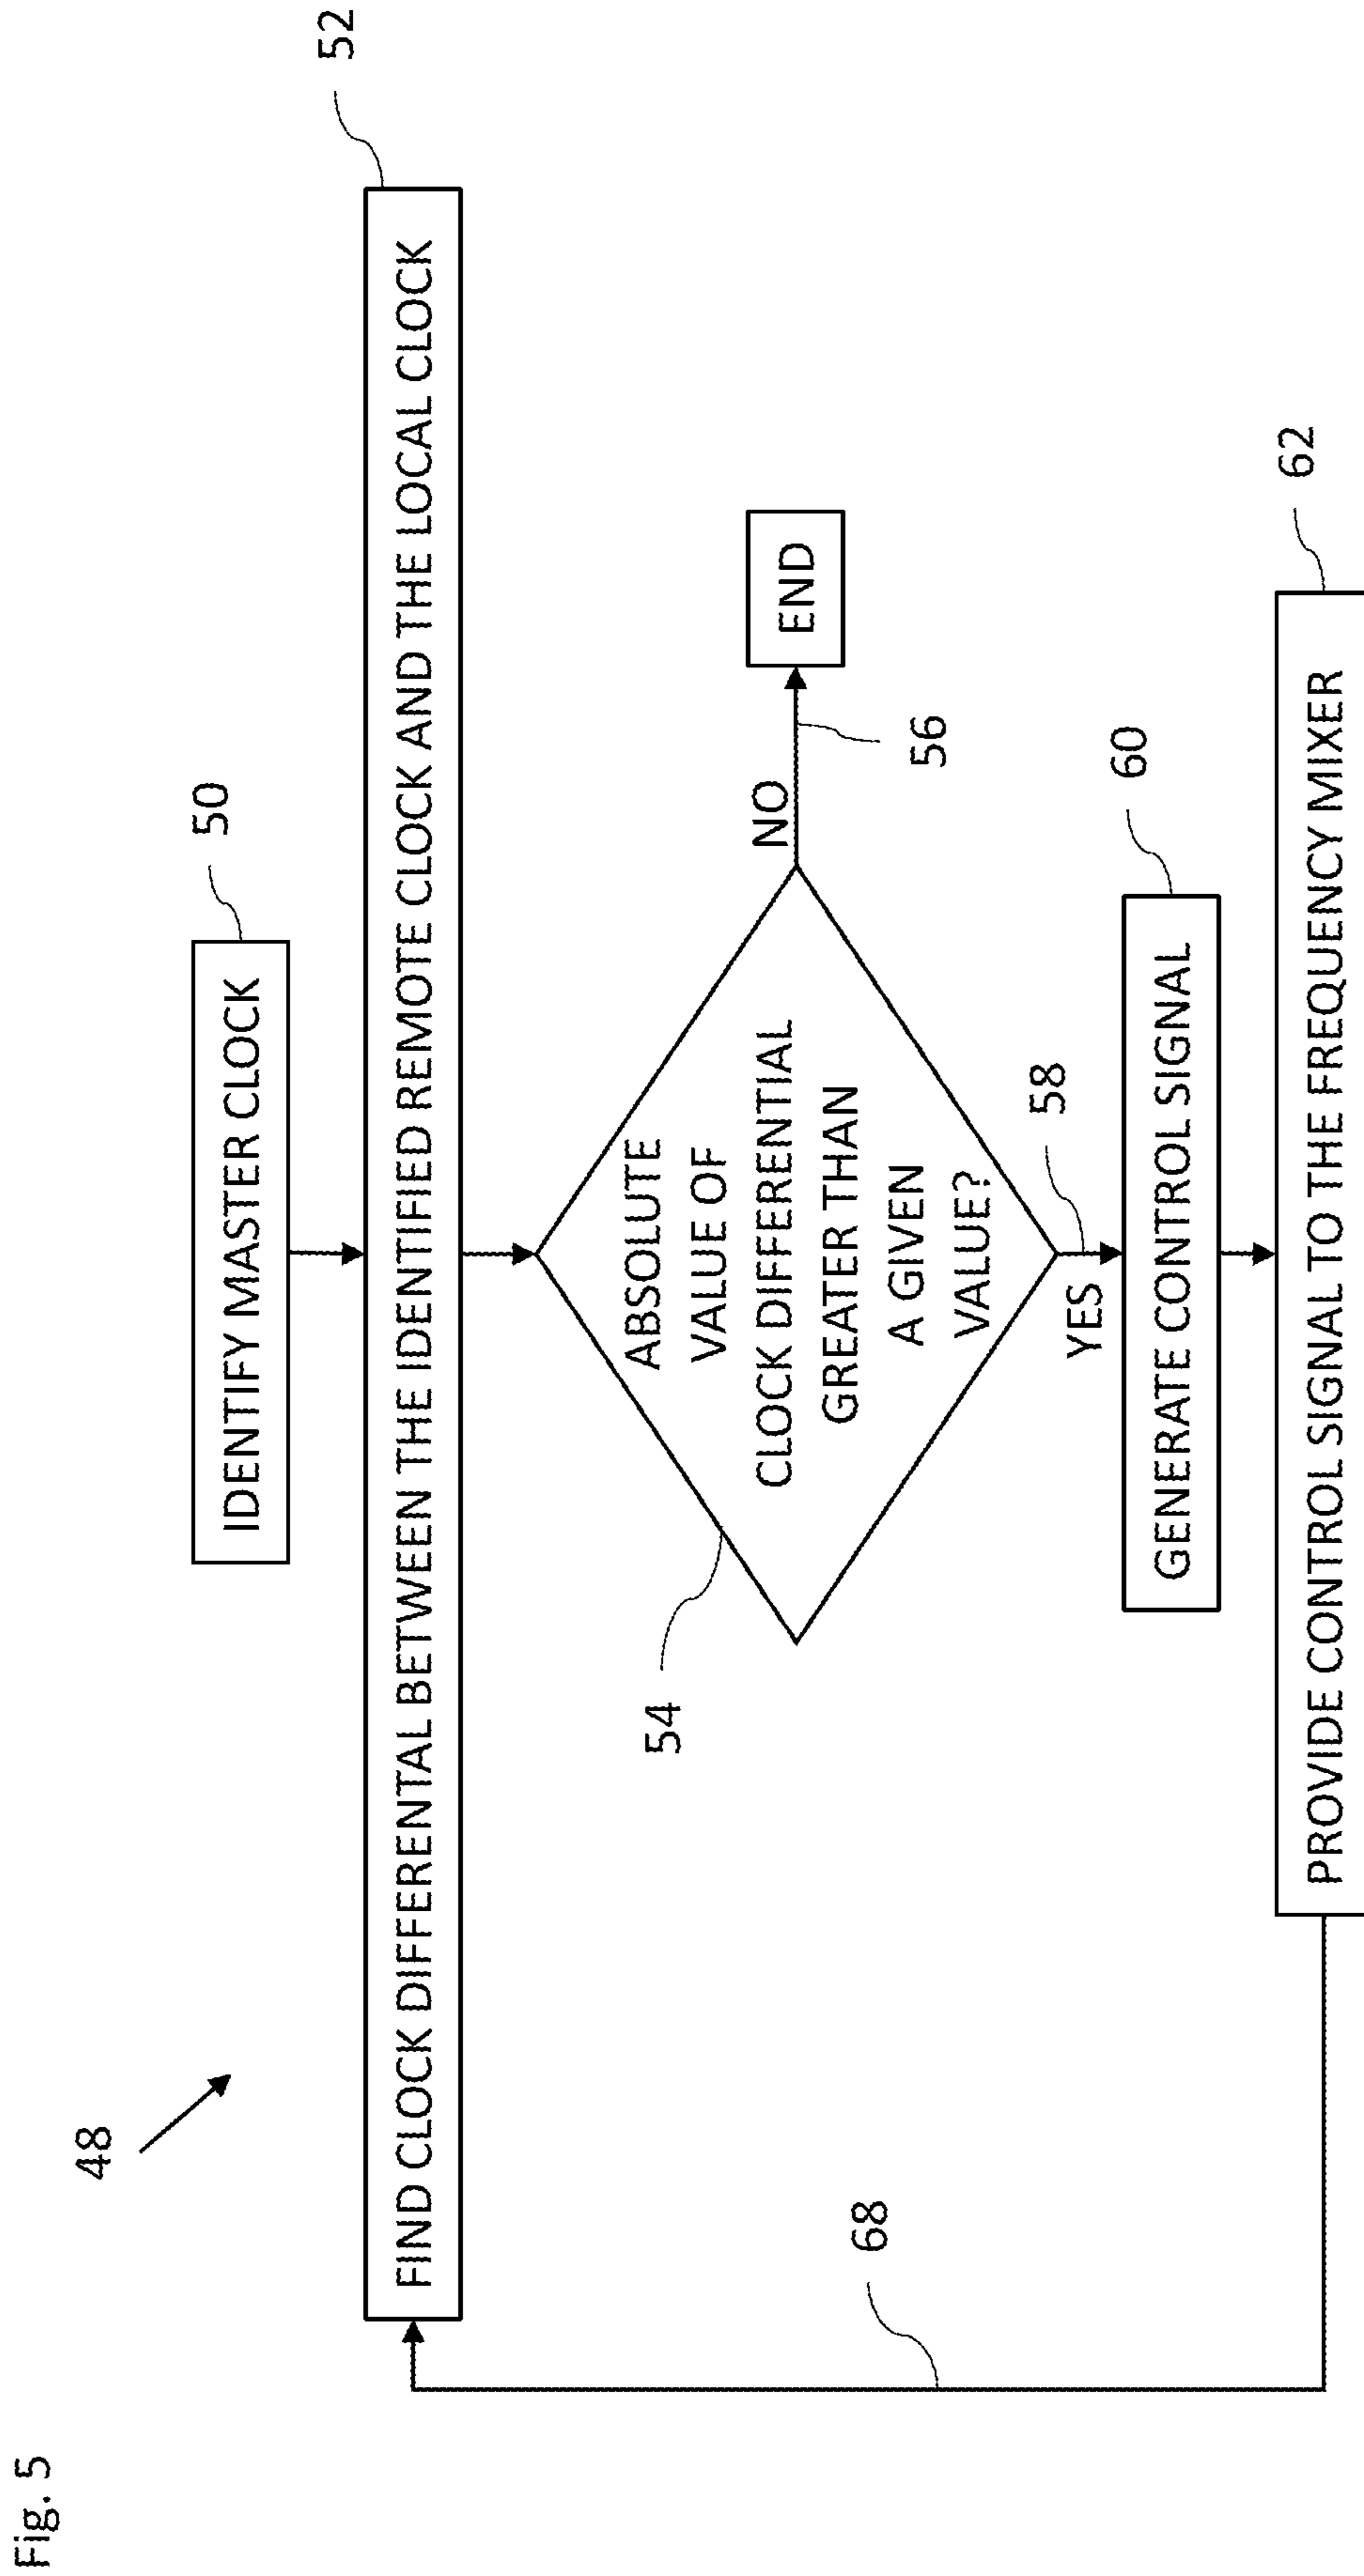 Fig. 5
48
IDENTIFY MASTER CLOCK
50
FIND CLOCK DIFFERENTAL BETWEEN THE IDENTIFIED REMOTE CLOCK AND THE LOCAL CLOCK
52
ABSOLUTE
VALUE OF
CLOCK DIFFERENTIAL
GREATER THAN
A GIVEN
VALUE?
54
NO
56
END
YES
58
GENERATE CONTROL SIGNAL
60
PROVIDE CONTROL SIGNAL TO THE FREQUENCY MIXER
62
68